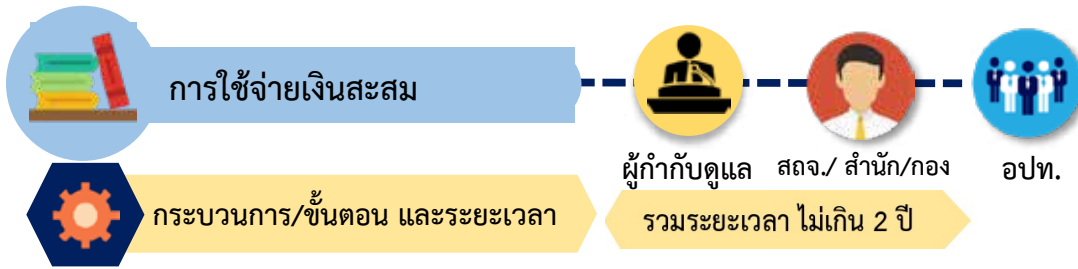 การใช้จ่ายเงินสะสม
ผู้กำกับดูแล
สถจ./ สำนัก/กอง
อปท.
กระบวนการ/ขั้นตอน และระยะเวลา
รวมระยะเวลา ไม่เกิน 2 ปี